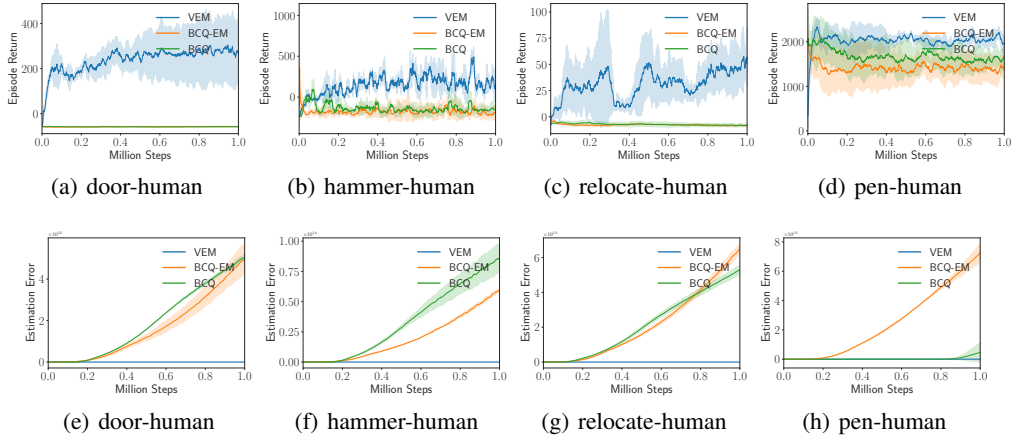 400
200
0
Episode Return
VEM
BCQ-EM
BCQ
0.0 0.2 0.4 0.6 0.8 1.0
Million Steps
(a) door-human
1000
500
0
Episode Return
VEM
BCQ-EM
BCQ
0.0 0.2 0.4 0.6 0.8 1.0
Million Steps
(b) hammer-human
100
75
50
25
0
Episode Return
VEM
BCQ-EM
BCQ
0.0 0.2 0.4 0.6 0.8 1.0
Million Steps
(c) relocate-human
2000
1000
0
Episode Return
VEM
BCQ-EM
BCQ
0.0 0.2 0.4 0.6 0.8 1.0
Million Steps
(d) pen-human
4
2
0
Estimation Error
VEM
BCQ-EM
BCQ
0.0 0.2 0.4 0.6 0.8 1.0
Million Steps
(e) door-human
1.00
0.75
0.50
0.25
0.00
Estimation Error
VEM
BCQ-EM
BCQ
0.0 0.2 0.4 0.6 0.8 1.0
Million Steps
(f) hammer-human
6
4
2
0
Estimation Error
VEM
BCQ-EM
BCQ
0.0 0.2 0.4 0.6 0.8 1.0
Million Steps
(g) relocate-human
8
6
4
2
0
Estimation Error
VEM
BCQ-EM
BCQ
0.0 0.2 0.4 0.6 0.8 1.0
Million Steps
(h) pen-human